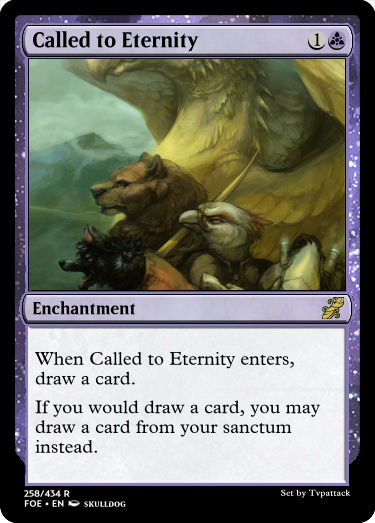 Called to Eternity 1
Enchantment
When Called to Eternity enters,
draw a card.
If you would draw a card, you may
draw a card from your sanctum
instead.
258/434 R
FOE • EN SKULLDOG
Set by Tvpattack